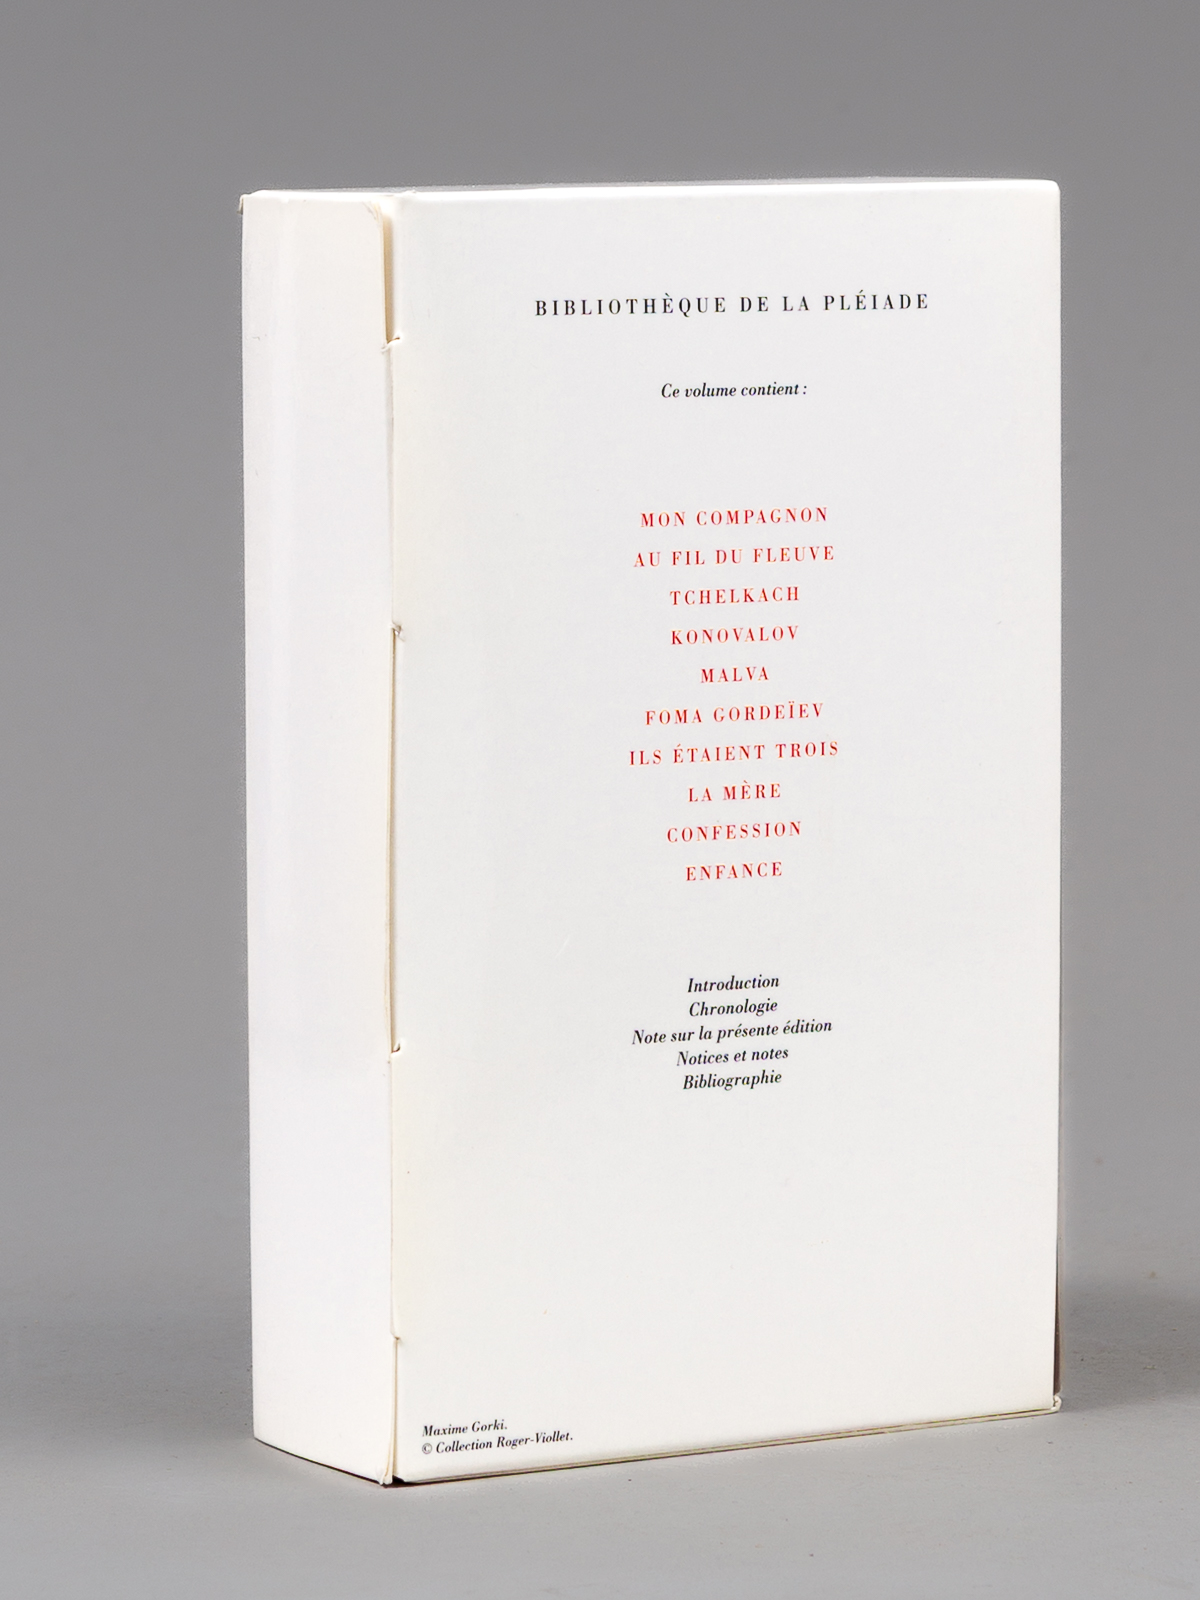 BIBLIOTHÈQUE DE LA PLÉIADE
Ce volume contient :
MON COMPAGNON
AU FIL DU FLEUVE
TCHELKACH
KONOVALOV
MALVA
FOMA GORDEÏEV
ILS ÉTAIENT TROIS
LA MÈRE
CONFESSION
ENFANCE
Introduction
Chronologie
Note sur la présente édition
Notices et notes
Bibliographie
Maxime Gorki.
© Collection Roger-Viollet.